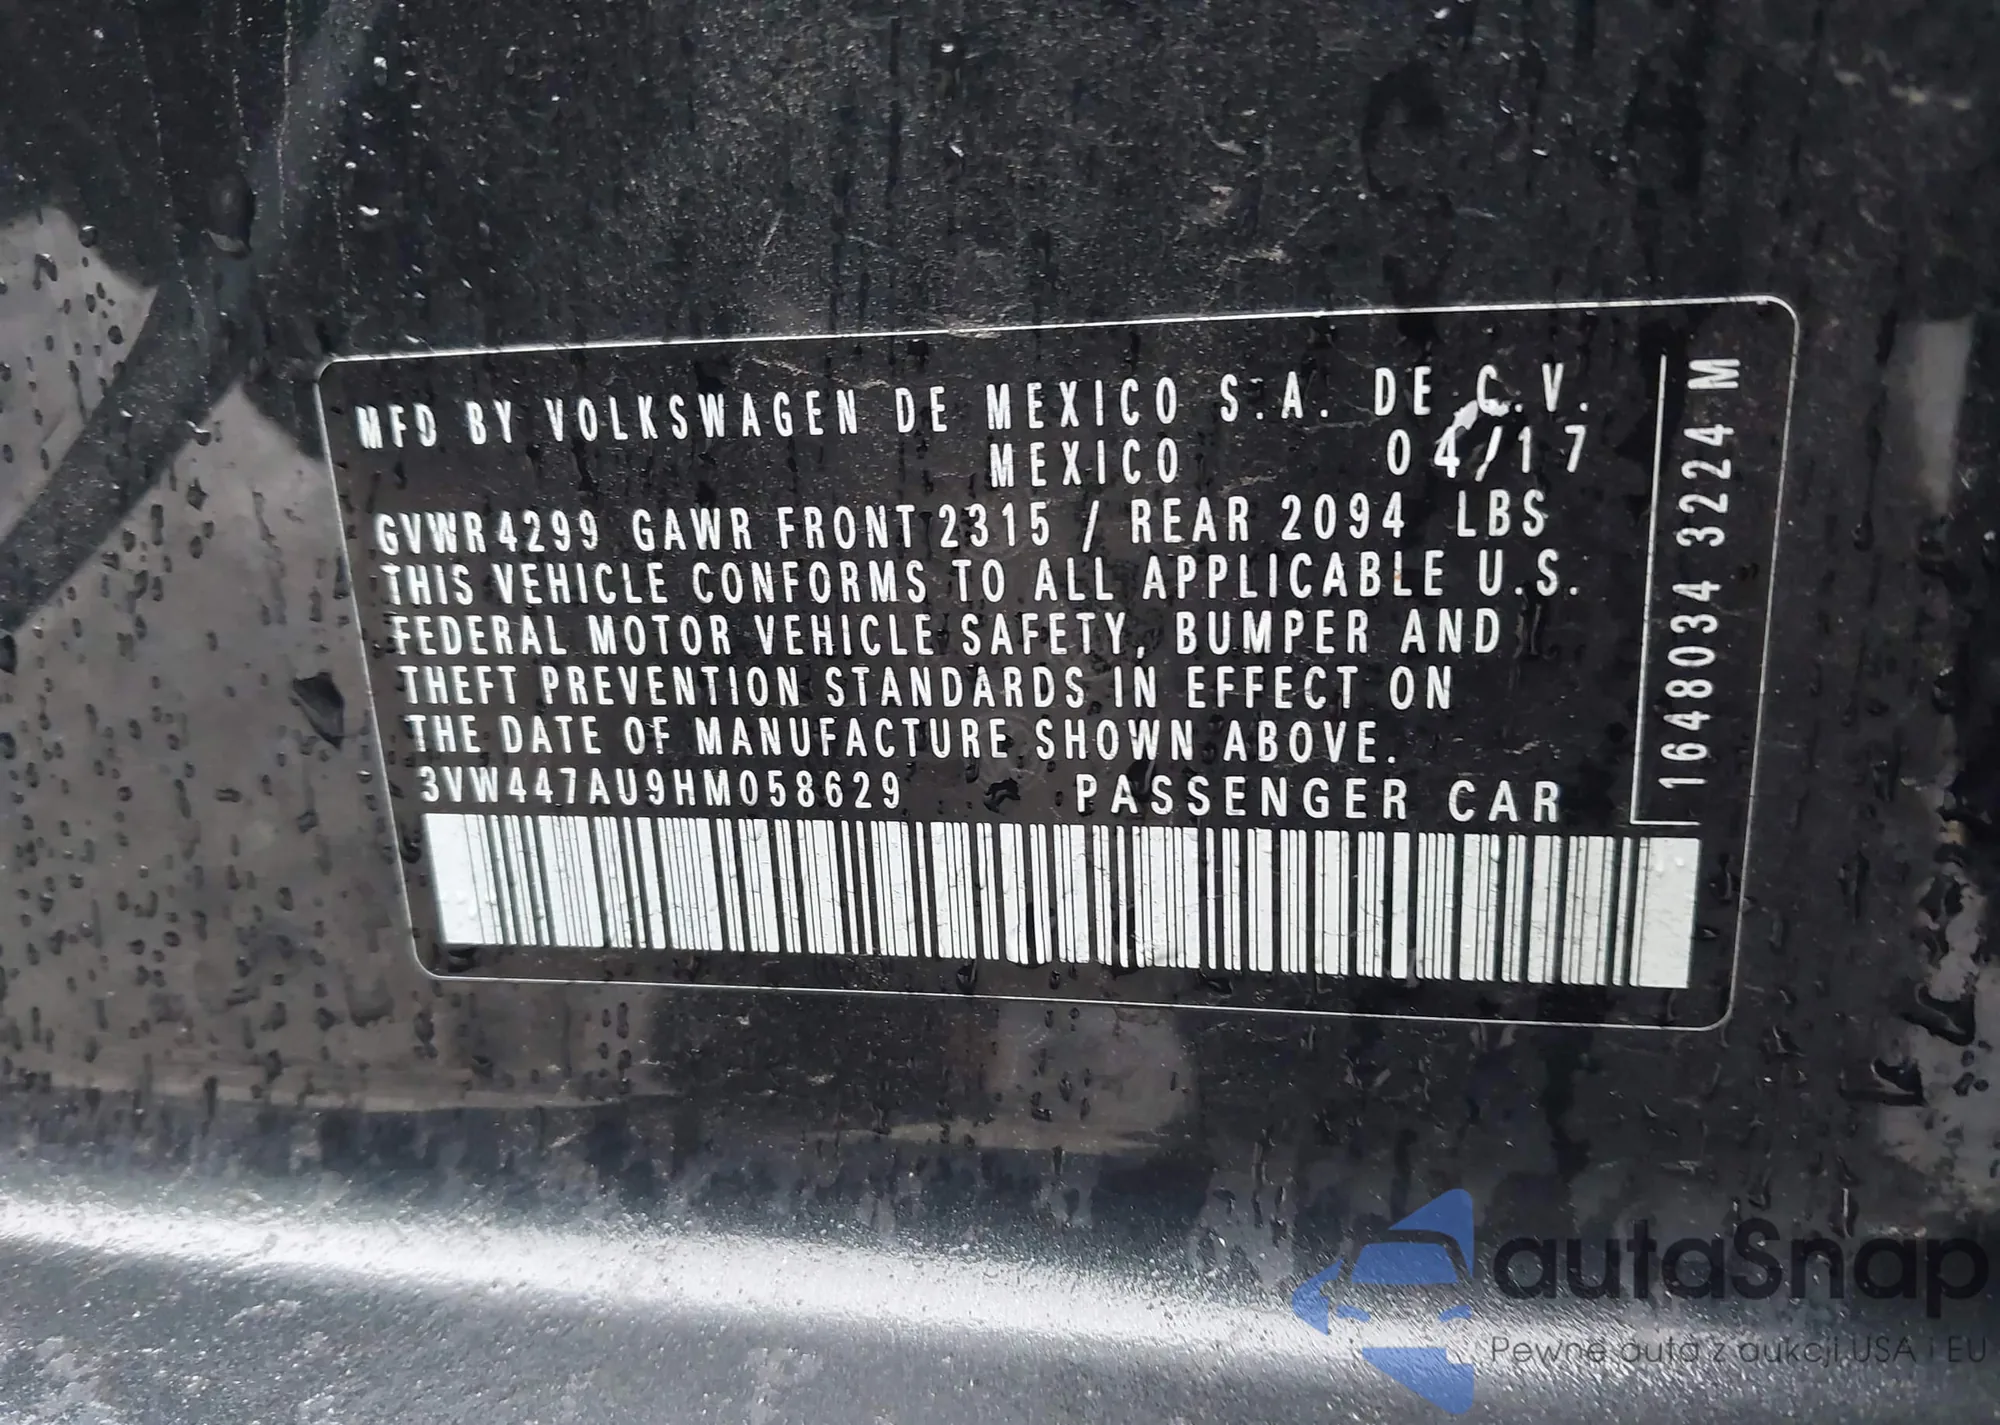 MFD BY VOLKSWAGEN DE MEXICO S.A. DE C.V.
MEXICO 04/17
GVWR 4299 GAWR FRONT 2315 / REAR 2094 LBS
THIS VEHICLE CONFORMS TO ALL APPLICABLE U.S.
FEDERAL MOTOR VEHICLE SAFETY, BUMPER AND
THEFT PREVENTION STANDARDS IN EFFECT ON
THE DATE OF MANUFACTURE SHOWN ABOVE.
3VW447AU9HM058629 PASSENGER CAR
1648034 3224 M
autaSnap
Pewne auta z aukcji USA i EU